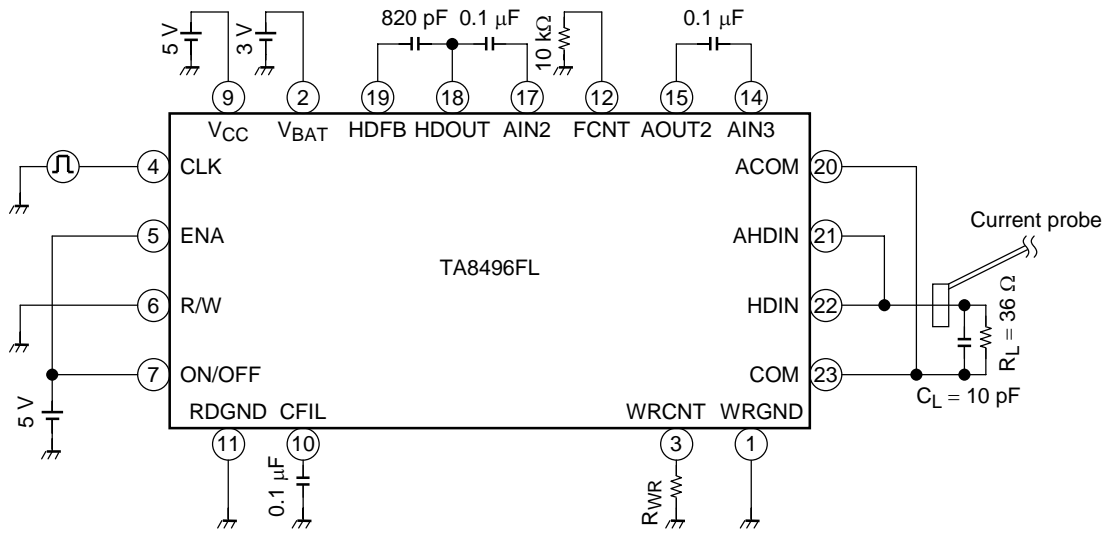 5 V
3 V
820 pF
0.1 μF
10 kΩ
0.1 μF
9
2
19
18
17
12
15
14
VCC
VBAT
HDFB
HDOUT
AIN2
FCNT
AOUT2
AIN3
4
CLK
ACOM
20
Current probe
5
ENA
AHDIN
21
TA8496FL
6
R/W
HDIN
22
RL = 36 Ω
7
ON/OFF
COM
23
CL = 10 pF
5 V
RDGND
CFIL
WRCNT
WRGND
11
10
3
1
0.1 μF
RWR